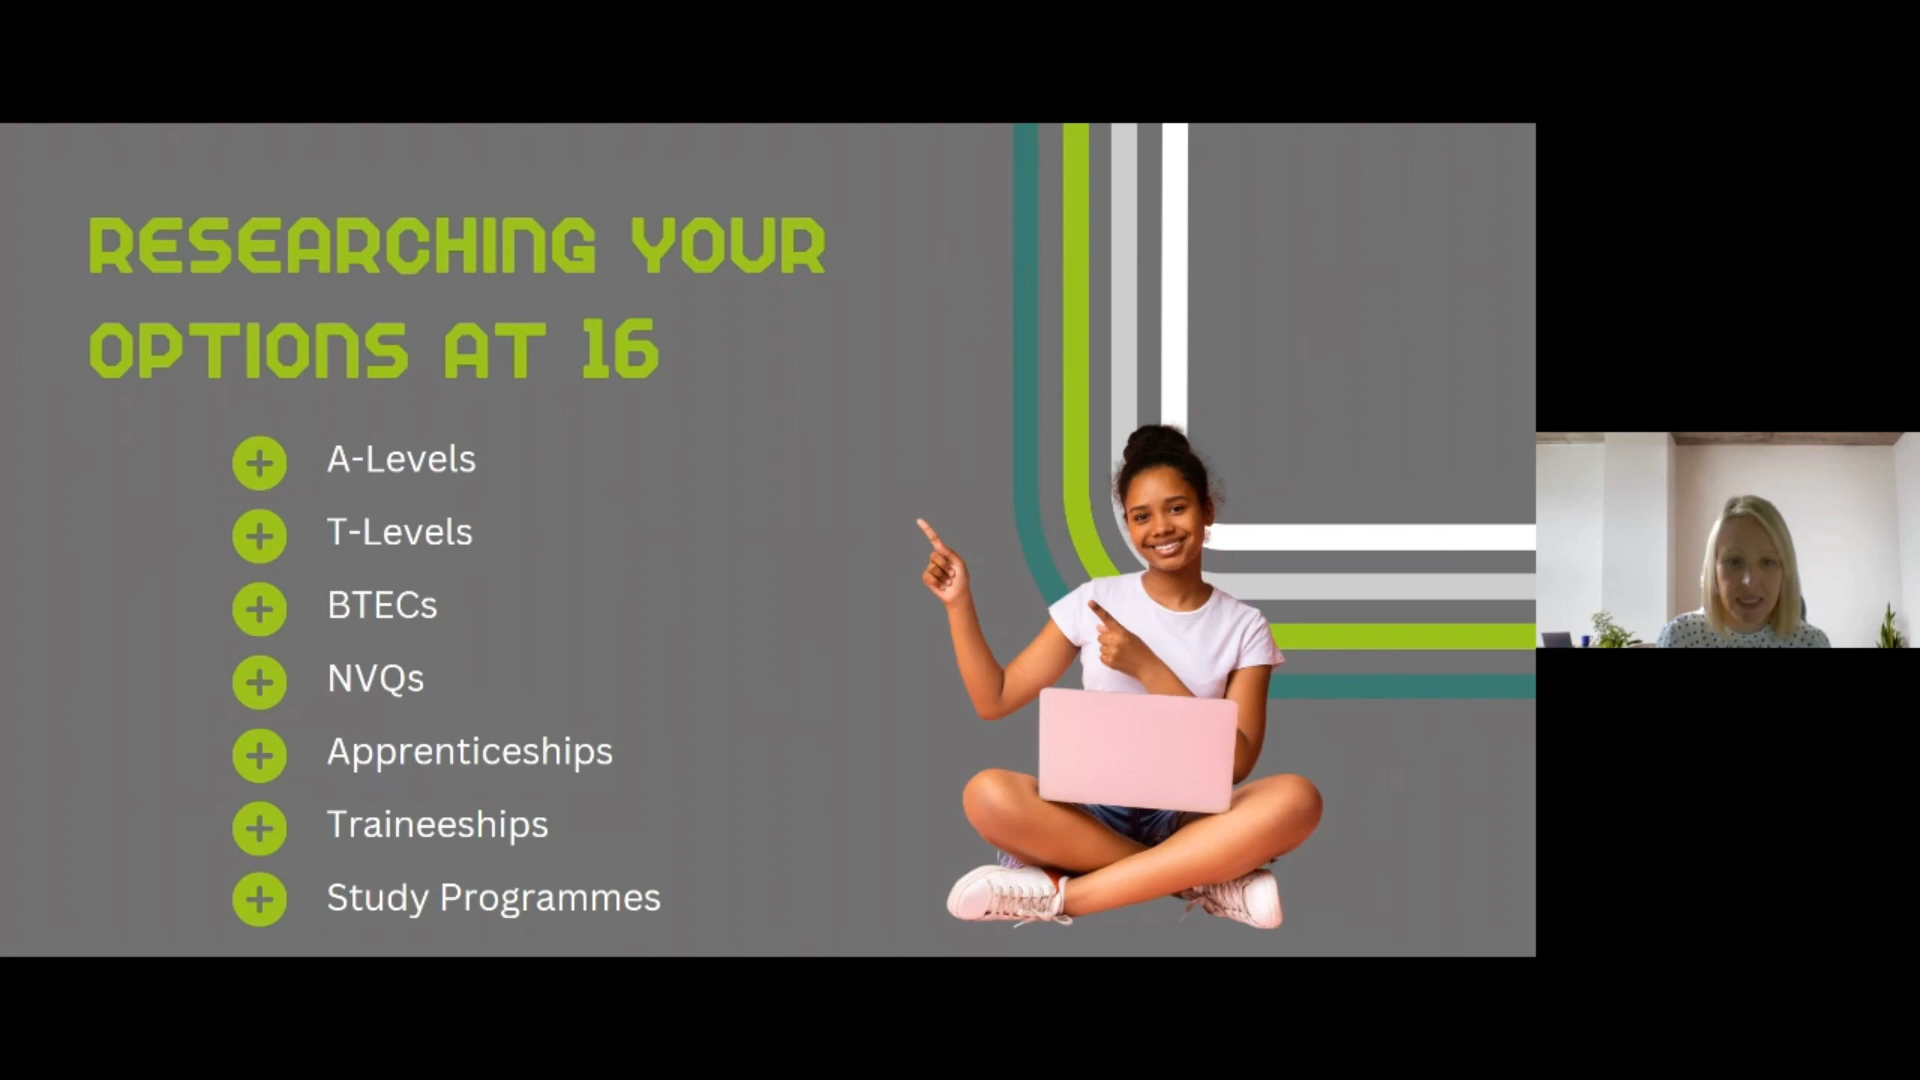 RESEARCHING YOUR
OPTIONS AT 16
A-Levels
T-Levels
BTECs
NVQs
Apprenticeships
Traineeships
Study Programmes